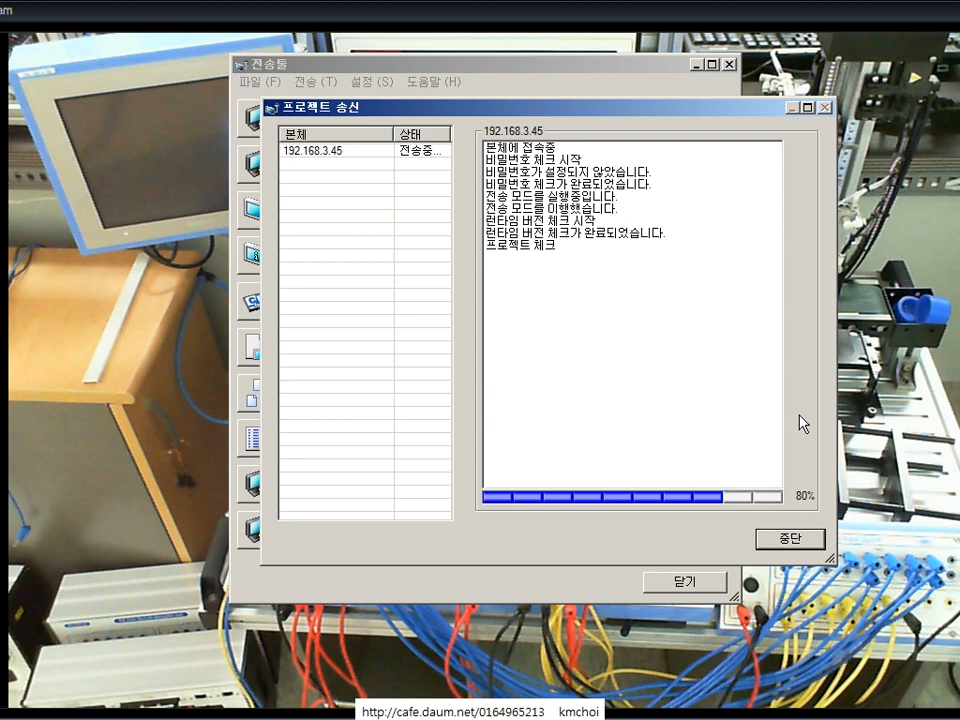 am
전송툴
파일 (F) 전송 (T) 설정 (S) 도움말 (H)
프로젝트 송신
본체 상태
192.168.3.45 전송중...
192.168.3.45
본체에 접속중
비밀번호 체크 시작
비밀번호가 설정되지 않았습니다.
비밀번호 체크가 완료되었습니다.
전송 모드를 실행중입니다.
전송 모드를 이행했습니다.
런타임 버전 체크 시작
런타임 버전 체크가 완료되었습니다.
프로젝트 체크
80%
중단
닫기
http://cafe.daum.net/0164965213 kmchoi